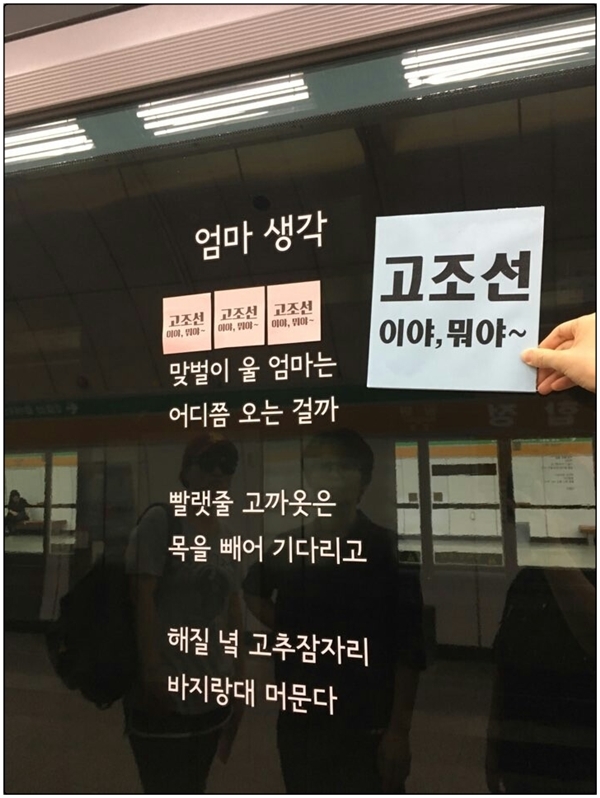 엄마 생각
고조선
이야, 뭐야~
고조선
이야, 뭐야~
고조선
이야, 뭐야~
고조선
이야, 뭐야~
맞벌이 울 엄마는
어디쯤 오는 걸까
빨랫줄 고까옷은
목을 빼어 기다리고
해질 녘 고추잠자리
바지랑대 머문다